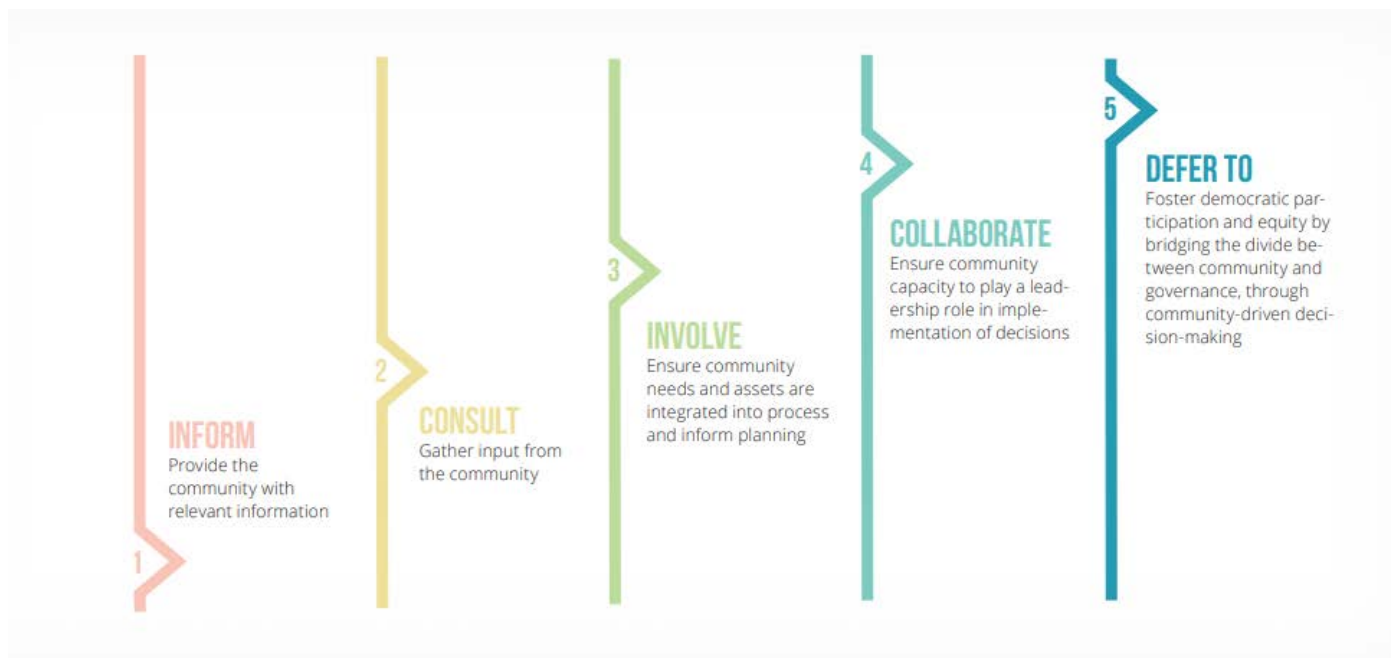 1
INFORM
Provide the
community with
relevant information
2
CONSULT
Gather input from
the community
3
INVOLVE
Ensure community
needs and assets are
integrated into process
and inform planning
4
COLLABORATE
Ensure community
capacity to play a lead-
ership role in imple-
mentation of decisions
5
DEFER TO
Foster democratic par-
ticipation and equity by
bridging the divide be-
tween community and
governance, through
community-driven deci-
sion-making